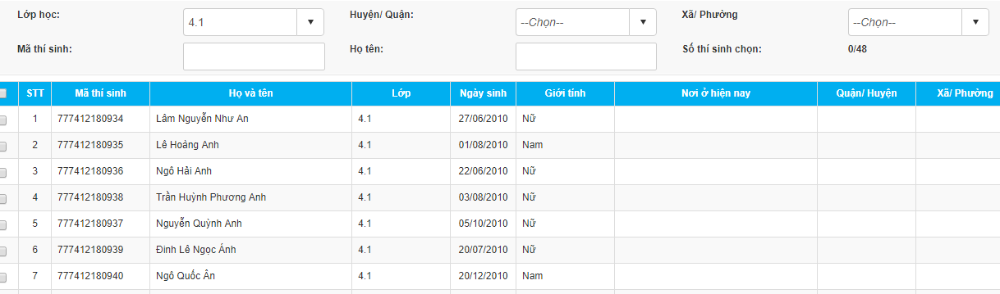 Lớp học: 4.1 Huyện/ Quận: --Chọn-- Xã/ Phường --Chọn--
Mã thí sinh: Họ tên: Số thí sinh chọn: 0/48
STT Mã thí sinh Họ và tên Lớp Ngày sinh Giới tính Nơi ở hiện nay Quận/ Huyện Xã/ Phường
1 777412180934 Lâm Nguyễn Như An 4.1 27/06/2010 Nữ
2 777412180935 Lê Hoảng Anh 4.1 01/08/2010 Nam
3 777412180936 Ngô Hải Anh 4.1 22/06/2010 Nữ
4 777412180938 Trần Huỳnh Phương Anh 4.1 03/08/2010 Nữ
5 777412180937 Nguyễn Quỳnh Anh 4.1 05/10/2010 Nữ
6 777412180939 Đinh Lê Ngọc Ánh 4.1 20/07/2010 Nữ
7 777412180940 Ngô Quốc Ân 4.1 20/12/2010 Nam